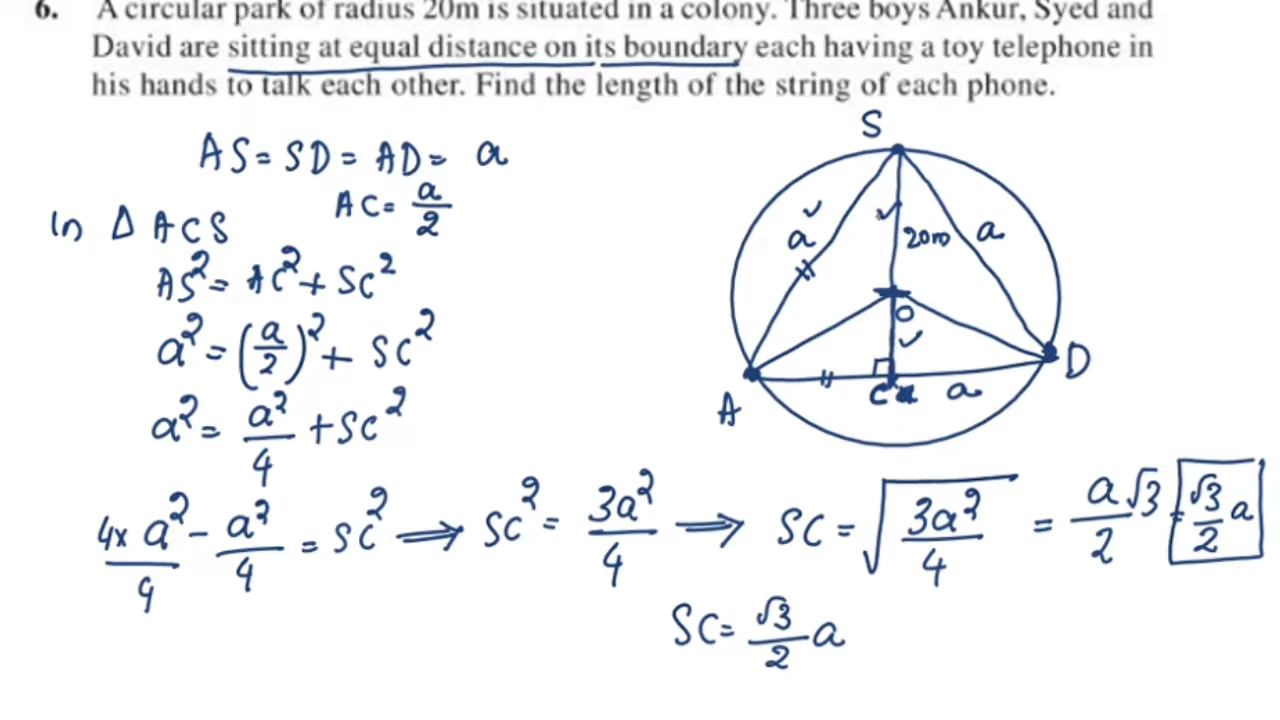 6. A circular park of radius 20m is situated in a colony. Three boys Ankur, Syed and
David are sitting at equal distance on its boundary each having a toy telephone in
his hands to talk each other. Find the length of the string of each phone.
AS = SD = AD = a
AC = a/2
In Δ ACS
AS² = AC² + SC²
a² = (a/2)² + SC²
a² = a²/4 + SC²
4× a²/4 - a²/4 = SC² ⟹ SC² = 3a²/4 ⟹ SC = √(3a²/4) = a√3/2 = √3/2 a
SC = √3/2 a
S
a
20m
a
O
A
C
a
D